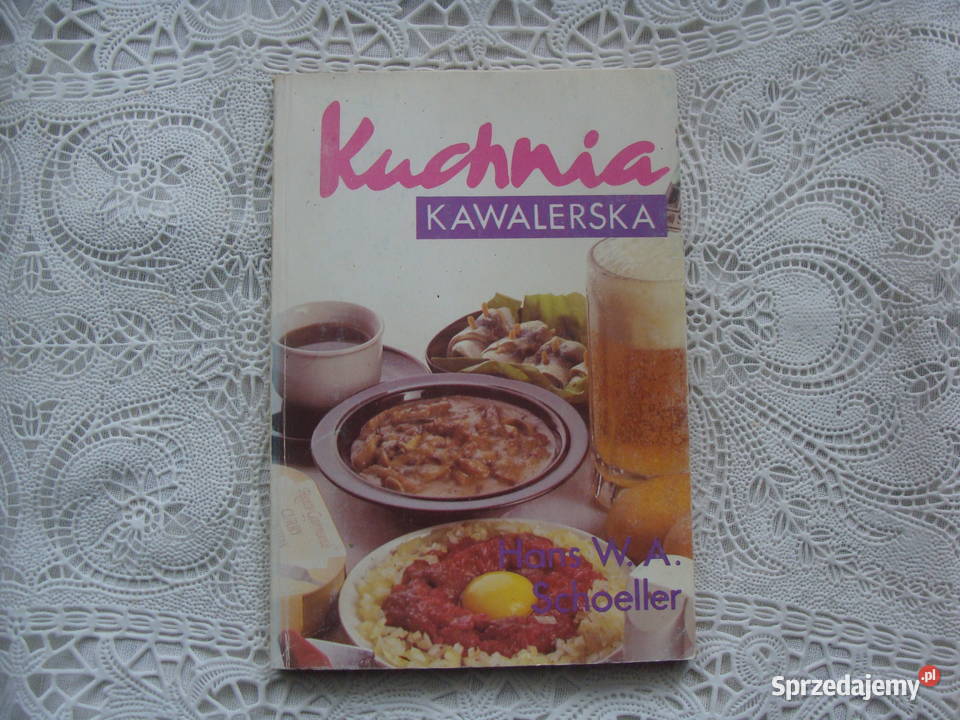 Kuchnia
KAWALERSKA
Hans W. A.
Schoeller
Sprzedajemy.pl